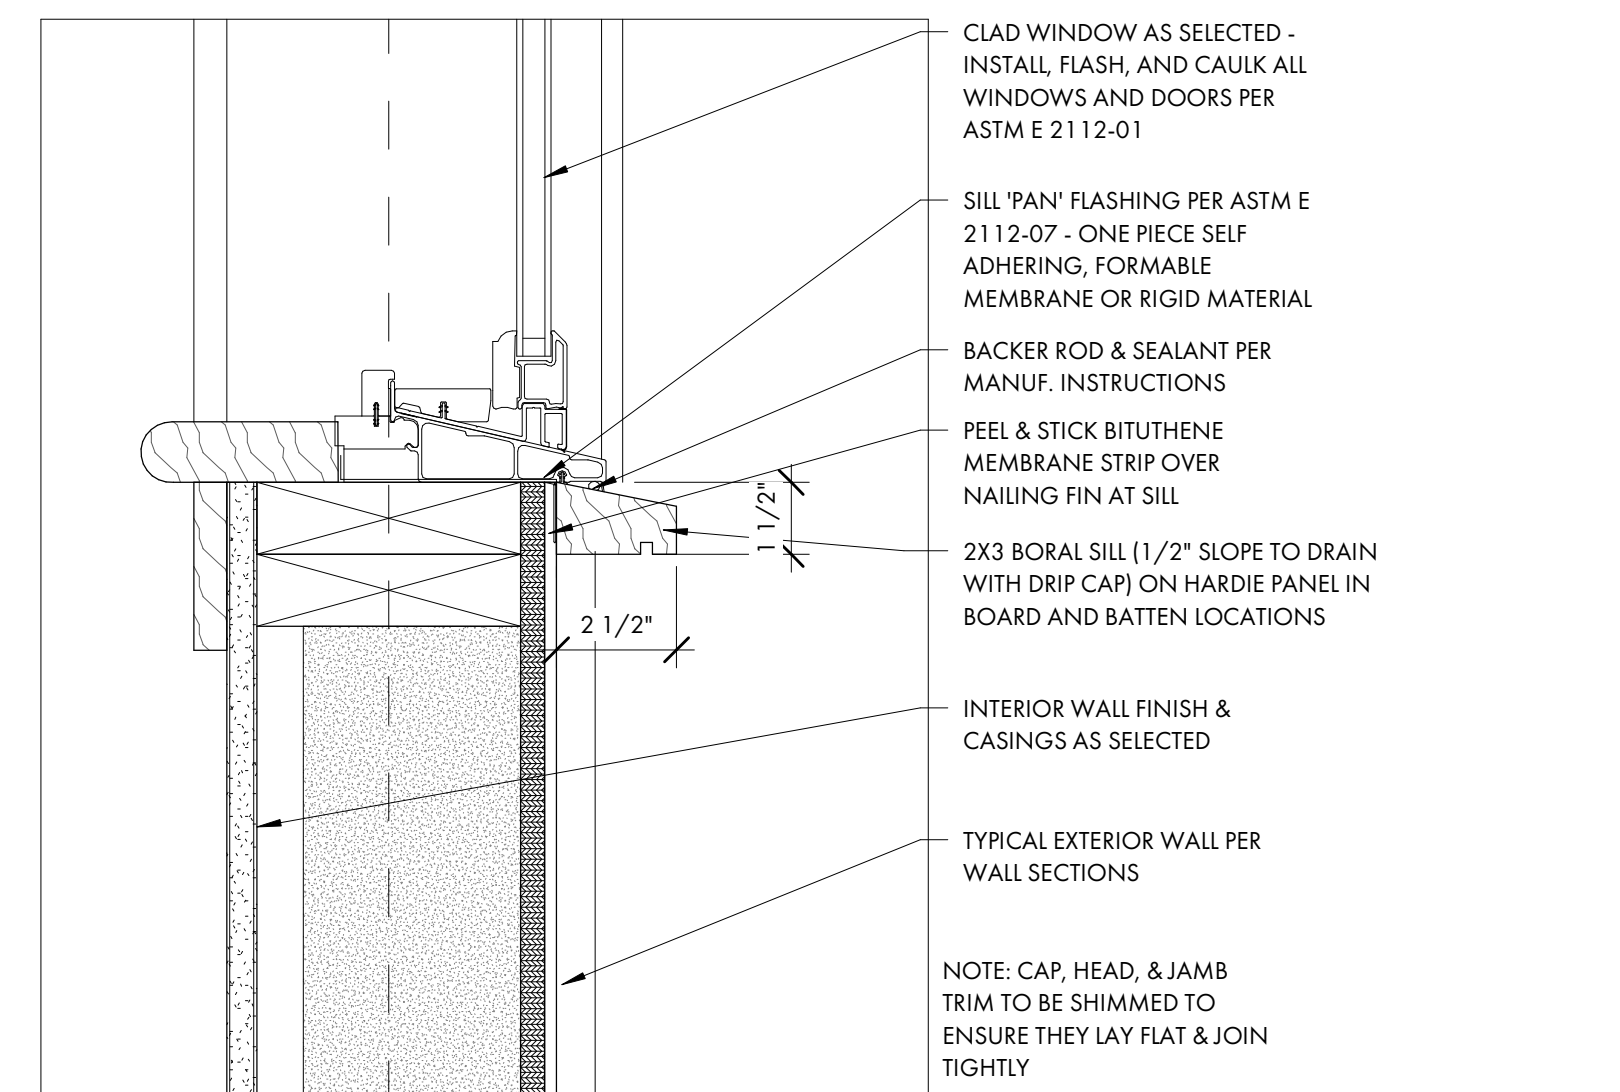 CLAD WINDOW AS SELECTED -
INSTALL, FLASH, AND CAULK ALL
WINDOWS AND DOORS PER
ASTM E 2112-01
SILL 'PAN' FLASHING PER ASTM E
2112-07 - ONE PIECE SELF
ADHERING, FORMABLE
MEMBRANE OR RIGID MATERIAL
BACKER ROD & SEALANT PER
MANUF. INSTRUCTIONS
PEEL & STICK BITUTHENE
MEMBRANE STRIP OVER
NAILING FIN AT SILL
1 1/2"
2X3 BORAL SILL (1/2" SLOPE TO DRAIN
WITH DRIP CAP) ON HARDIE PANEL IN
BOARD AND BATTEN LOCATIONS
2 1/2"
INTERIOR WALL FINISH &
CASINGS AS SELECTED
TYPICAL EXTERIOR WALL PER
WALL SECTIONS
NOTE: CAP, HEAD, & JAMB
TRIM TO BE SHIMMED TO
ENSURE THEY LAY FLAT & JOIN
TIGHTLY